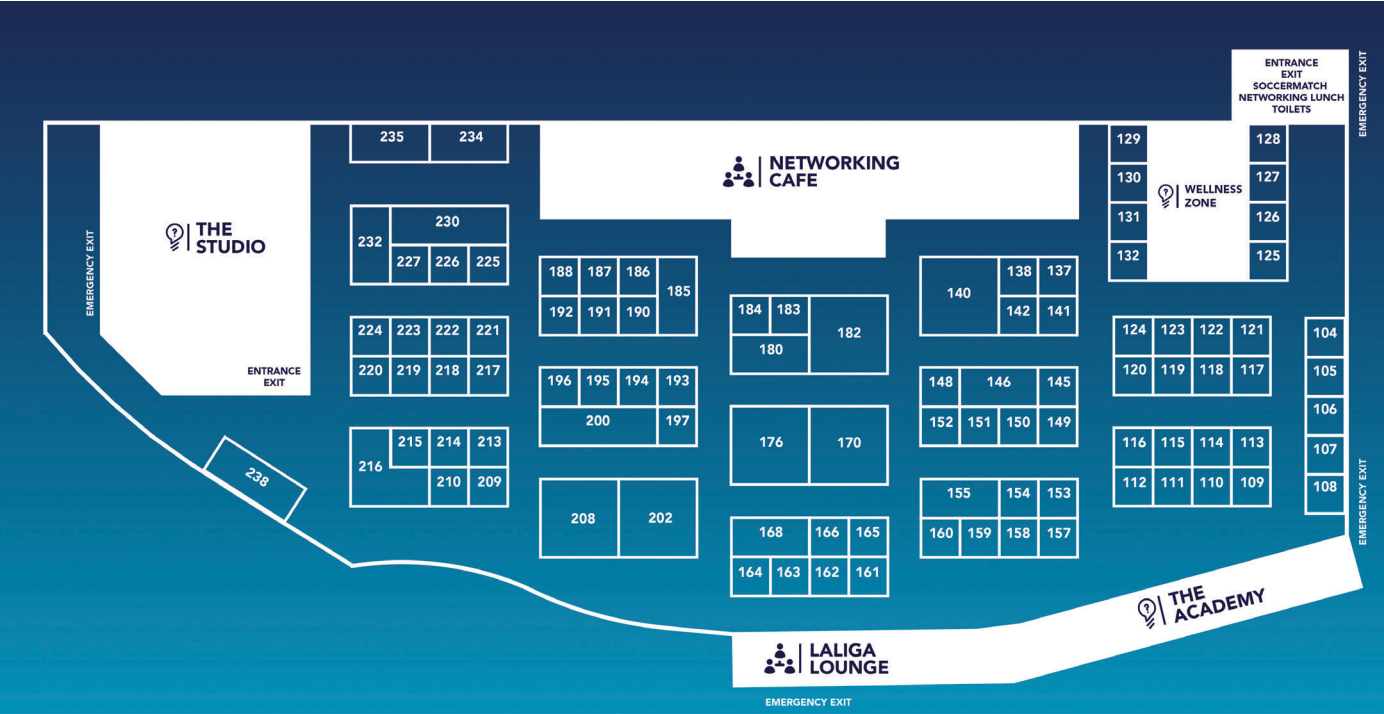 ENTRANCE
EXIT
SOCCERMATCH
NETWORKING LUNCH
TOILETS
EMERGENCY EXIT
235 234
NETWORKING
CAFE
129
130
131
132
WELLNESS
ZONE
128
127
126
125
THE
STUDIO
EMERGENCY EXIT
ENTRANCE
EXIT
232 230
227 226 225
188 187 186 185
192 191 190
184 183 182
180
140 138 137
142 141
224 223 222 221
220 219 218 217
196 195 194 193
200 197
176 170
148 146 145
152 151 150 149
124 123 122 121
120 119 118 117
104
105
106
107
108
EMERGENCY EXIT
238
216 215 214 213
210 209
208 202
168 166 165
164 163 162 161
155 154 153
160 159 158 157
116 115 114 113
112 111 110 109
THE
ACADEMY
LALIGA
LOUNGE
EMERGENCY EXIT